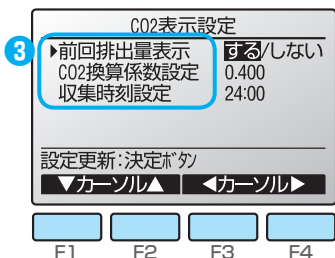 CO2表示設定
3 ▶前回排出量表示 する/しない
CO2換算係数設定 0.400
収集時刻設定 24:00
設定更新:決定ボタン
▼カーソル▲ ◀カーソル▶
F1 F2 F3 F4